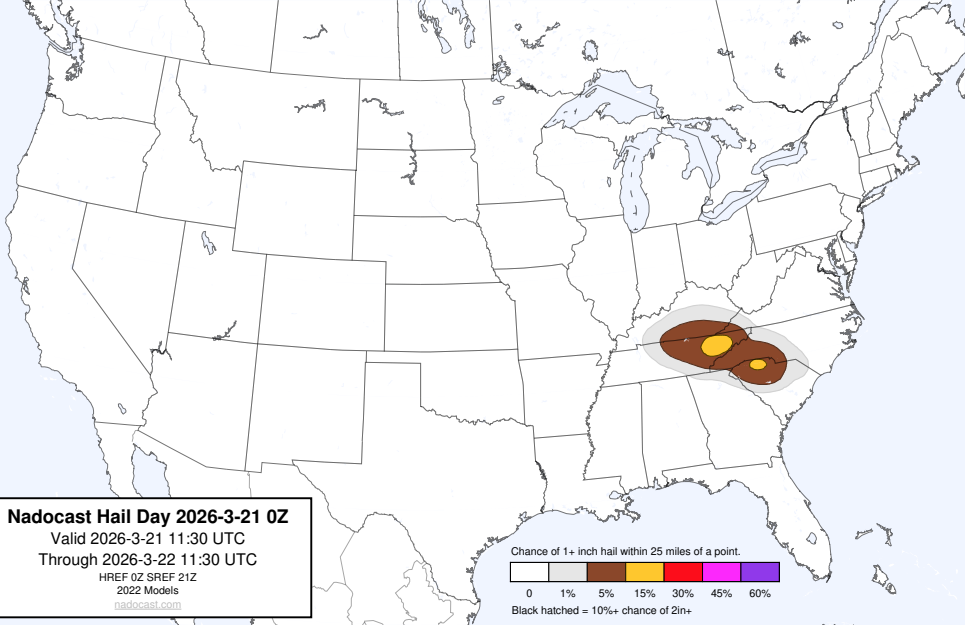 Nadocast Hail Day 2026-3-21 0Z
Valid 2026-3-21 11:30 UTC
Through 2026-3-22 11:30 UTC
HREF 0Z SREF 21Z
2022 Models
nadocast.com
Chance of 1+ inch hail within 25 miles of a point.
0 1% 5% 15% 30% 45% 60%
Black hatched = 10%+ chance of 2in+